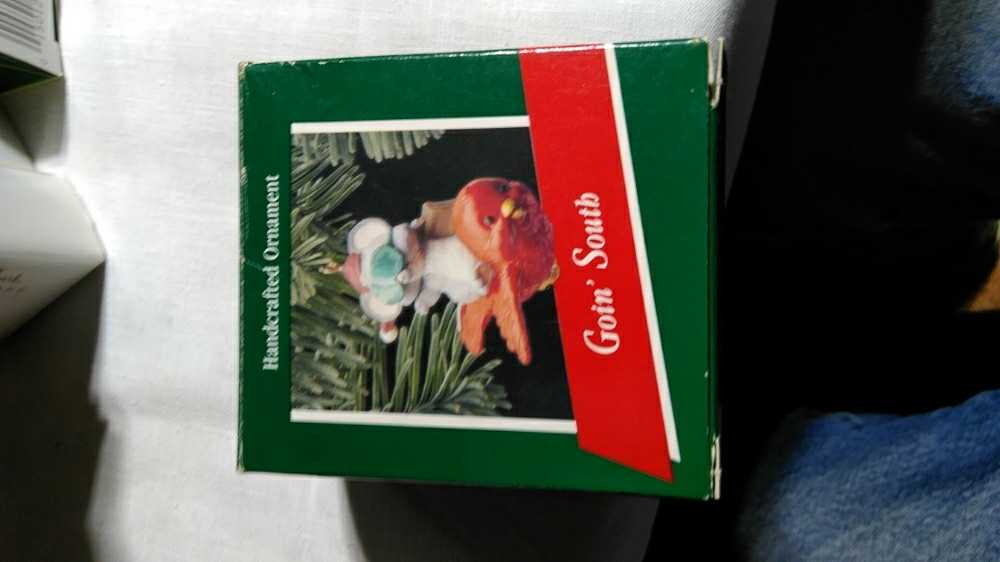 Handcrafted Ornament
Goin' South